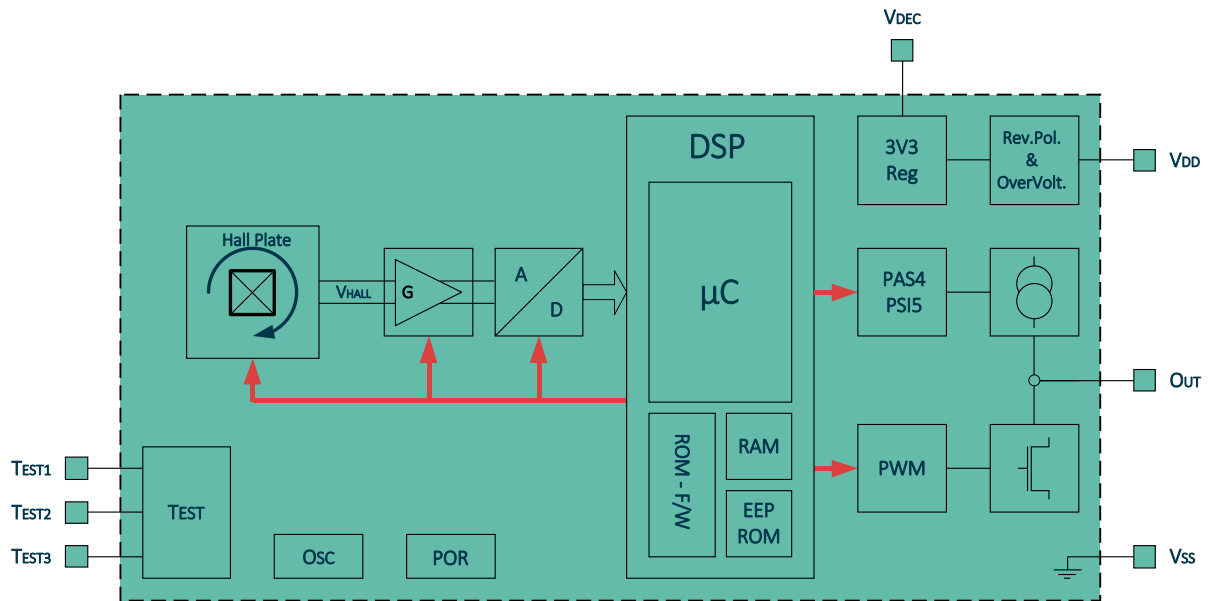 VDEC
DSP
3V3
Reg
Rev.Pol.
&
OverVolt.
VDD
Hall Plate
VHALL
G
A
D
µC
PAS4
PSI5
OUT
ROM - F/W
RAM
EEP
ROM
PWM
TEST1
TEST2
TEST3
TEST
OSC
POR
VSS